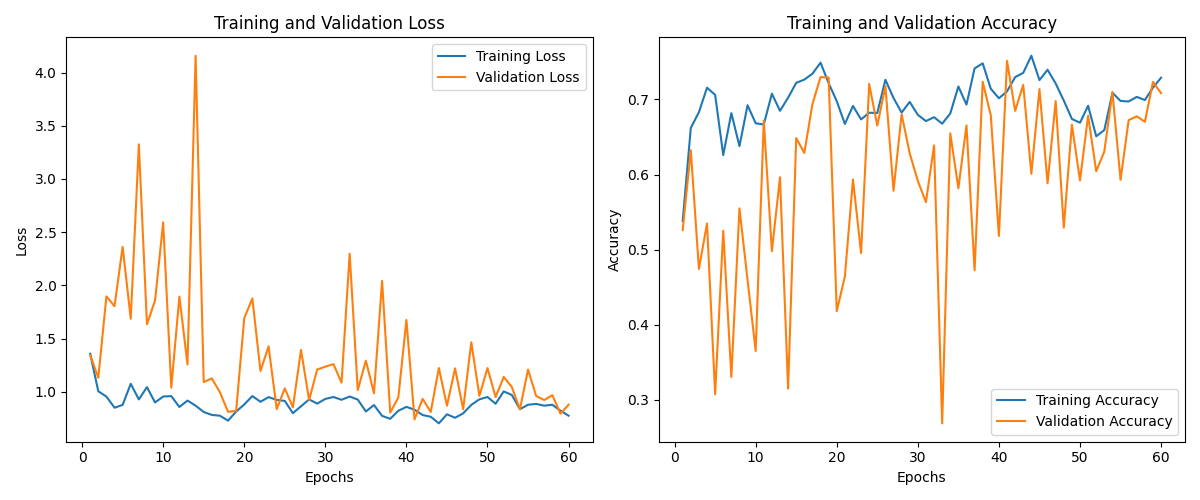 Training and Validation Loss
Training Loss
Validation Loss
4.0
3.5
3.0
2.5
2.0
1.5
1.0
Loss
0
10
20
30
40
50
60
Epochs
Training and Validation Accuracy
0.7
0.6
0.5
0.4
0.3
Accuracy
Training Accuracy
Validation Accuracy
0
10
20
30
40
50
60
Epochs